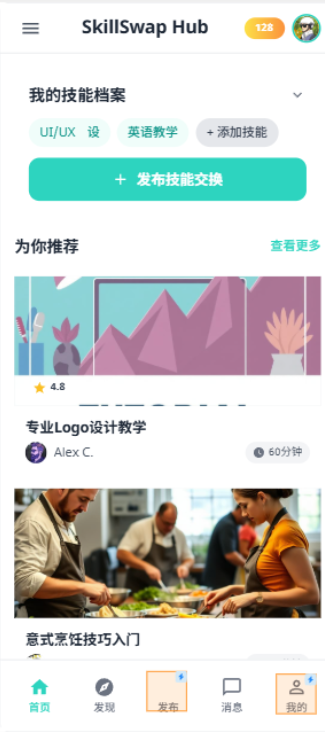 SkillSwap Hub
128
我的技能档案
UI/UX 设
英语教学
+ 添加技能
+ 发布技能交换
为你推荐
查看更多
4.8
专业Logo设计教学
Alex C.
60分钟
意式烹饪技巧入门
首页
发现
发布
消息
我的